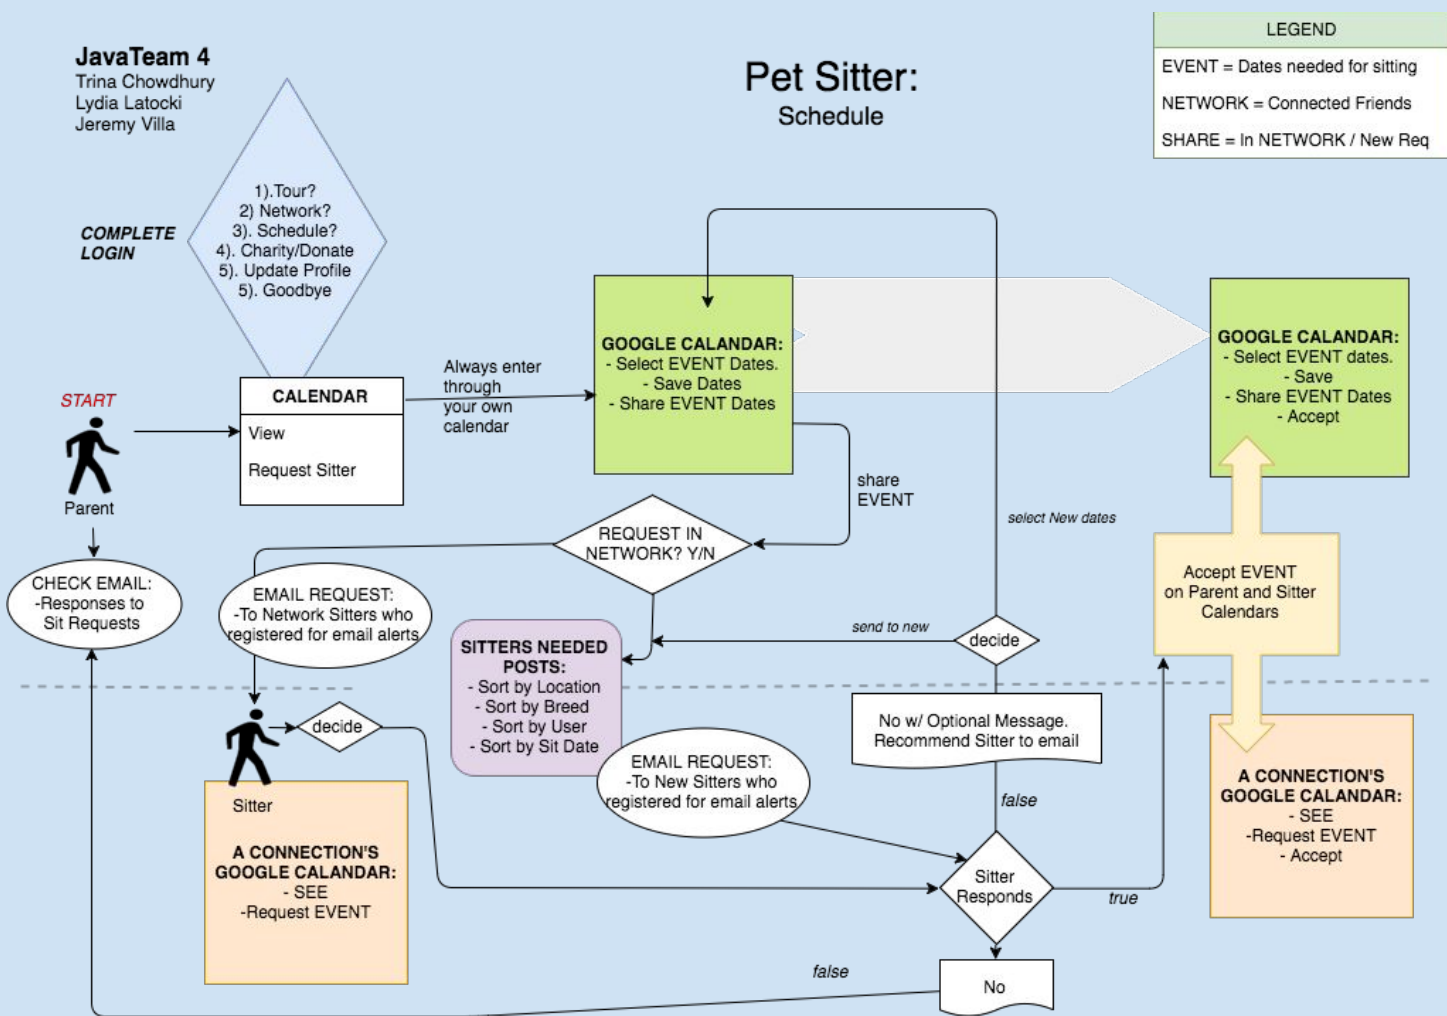 JavaTeam 4
Trina Chowdhury
Lydia Latocki
Jeremy Villa
Pet Sitter:
Schedule
LEGEND
EVENT = Dates needed for sitting
NETWORK = Connected Friends
SHARE = In NETWORK / New Req
COMPLETE
LOGIN
1).Tour?
2) Network?
3). Schedule?
4). Charity/Donate
5). Update Profile
5). Goodbye
START
Parent
CALENDAR
View
Request Sitter
Always enter
through
your own
calendar
GOOGLE CALANDAR:
- Select EVENT Dates.
- Save Dates
- Share EVENT Dates
GOOGLE CALANDAR:
- Select EVENT dates.
- Save
- Share EVENT Dates
- Accept
share
EVENT
select New dates
REQUEST IN
NETWORK? Y/N
CHECK EMAIL:
-Responses to
Sit Requests
EMAIL REQUEST:
-To Network Sitters who
registered for email alerts
SITTERS NEEDED
POSTS:
- Sort by Location
- Sort by Breed
- Sort by User
- Sort by Sit Date
send to new
decide
Accept EVENT
on Parent and Sitter
Calendars
decide
Sitter
No w/ Optional Message.
Recommend Sitter to email
EMAIL REQUEST:
-To New Sitters who
registered for email alerts
false
A CONNECTION'S
GOOGLE CALANDAR:
- SEE
-Request EVENT
A CONNECTION'S
GOOGLE CALANDAR:
- SEE
-Request EVENT
- Accept
Sitter
Responds
true
false
No